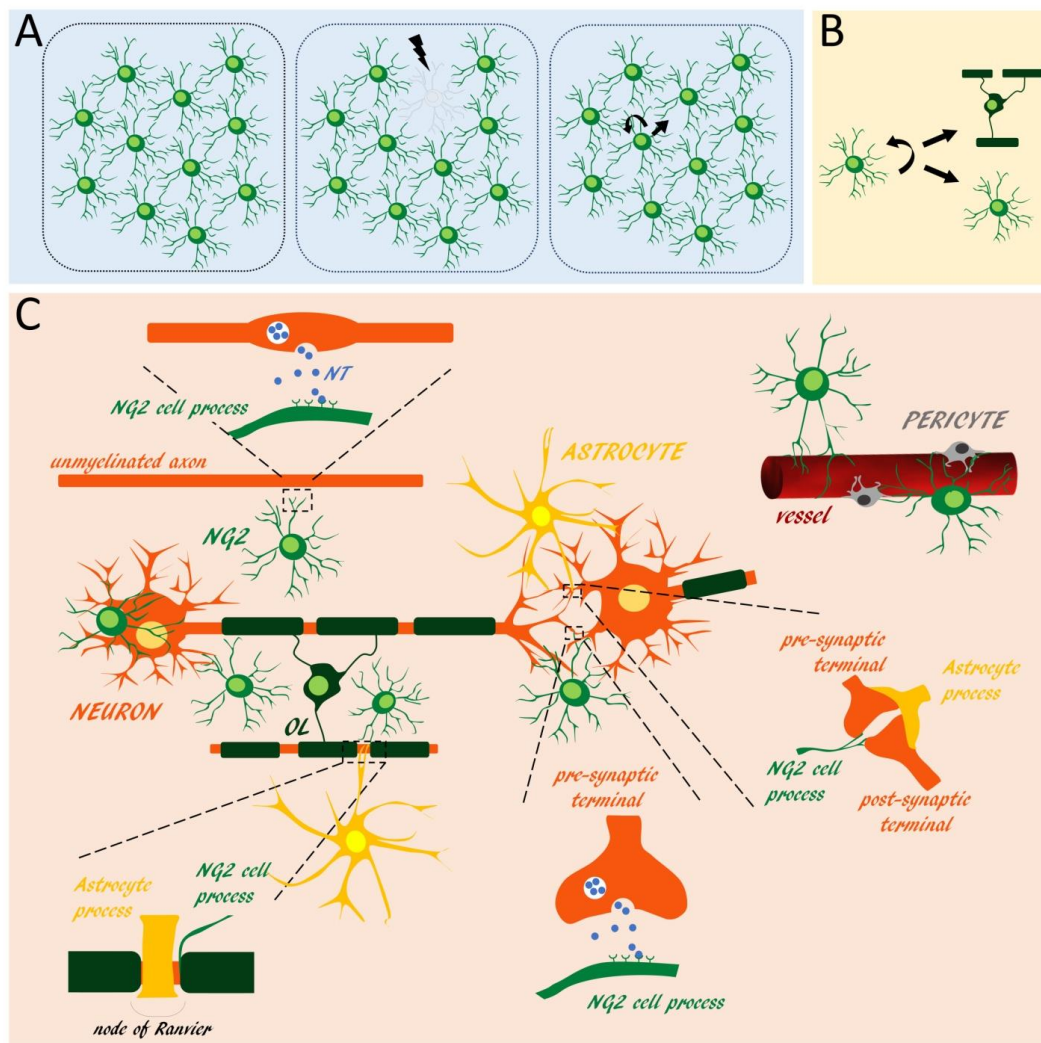 A
B
C
NT
NG2 cell process
unmyelinated axon
NG2
ASTROCYTE
PERICYTE
vessel
NEURON
OL
pre-synaptic
terminal
Astrocyte
process
NG2 cell
process
post-synaptic
terminal
pre-synaptic
terminal
NG2 cell process
Astrocyte
process
NG2 cell
process
node of Ranvier